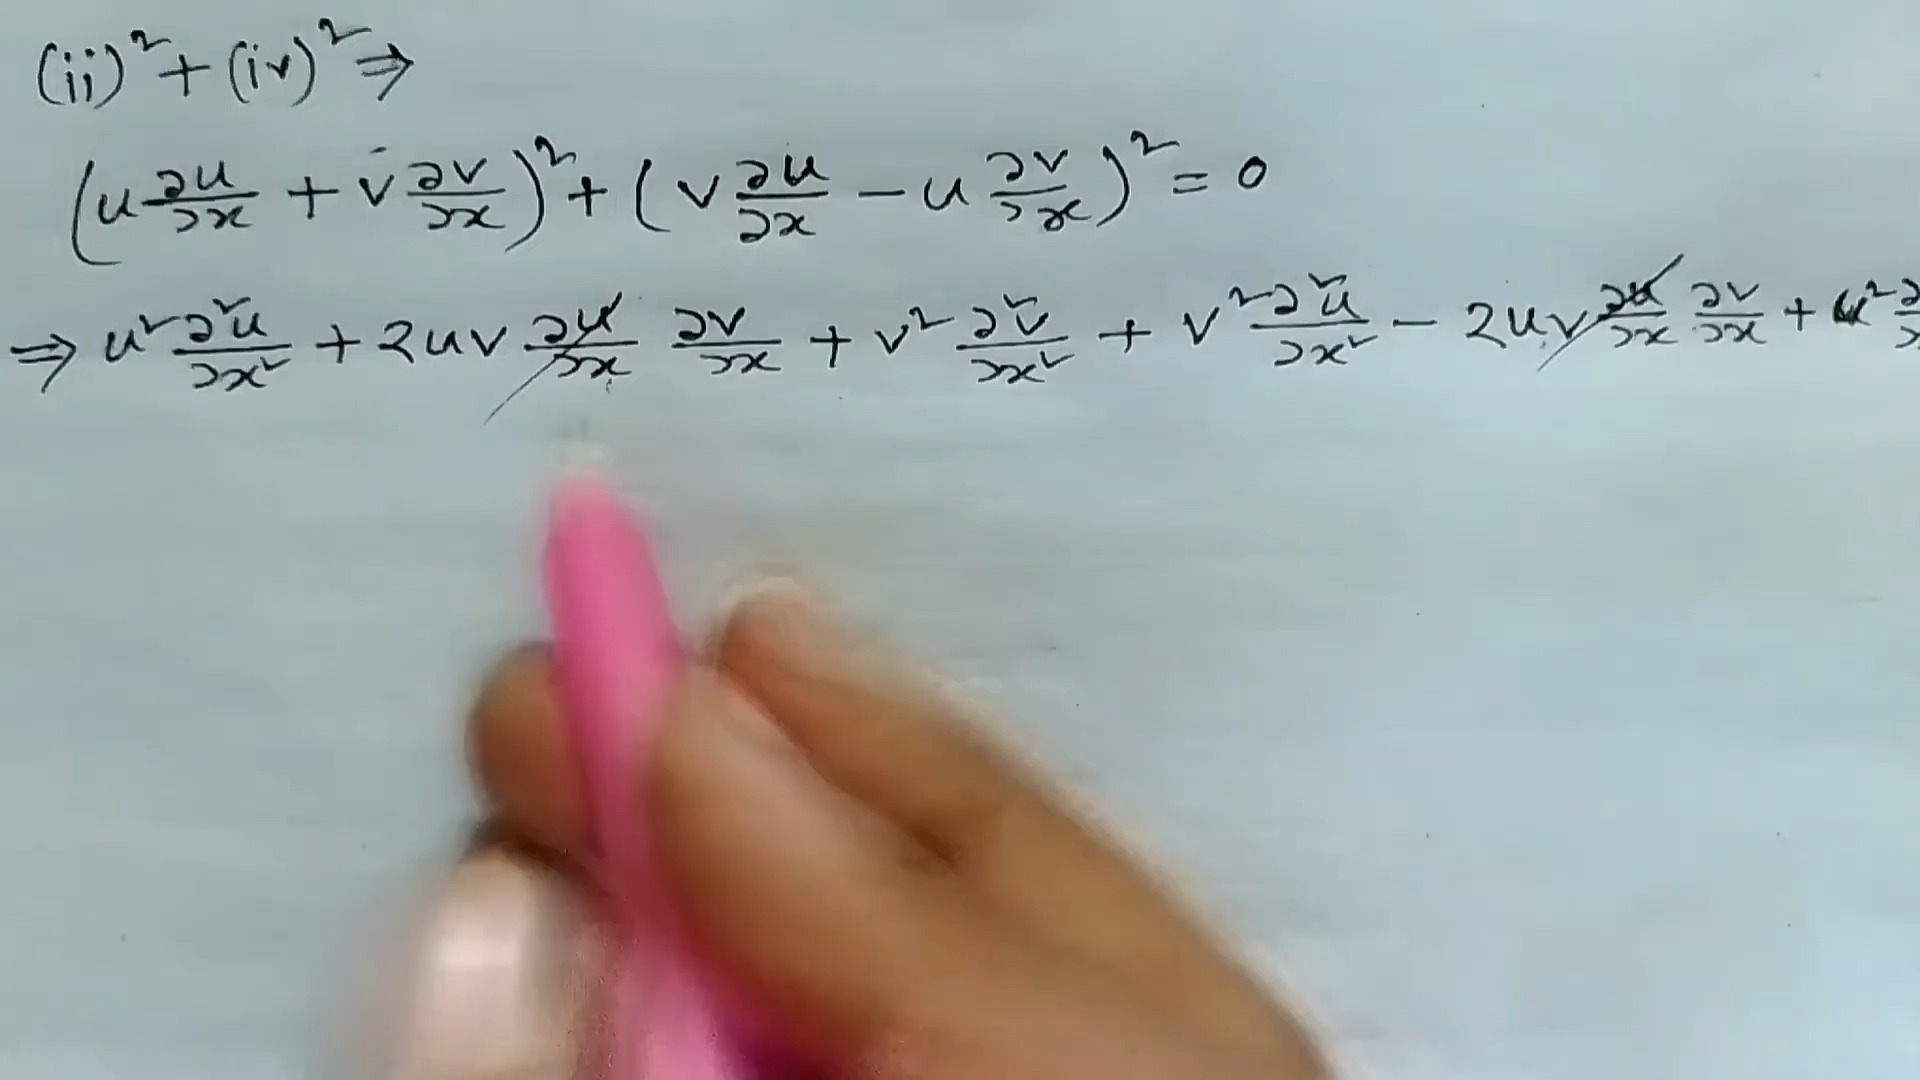 (ii)² + (iv)² ⇒
(u ∂u/∂x + v ∂v/∂x)² + (v ∂u/∂x − u ∂v/∂x)² = 0
⇒ u² ∂²u/∂x² + 2uv ∂u/∂x ∂v/∂x + v² ∂²v/∂x² + v² ∂²u/∂x² − 2uv ∂u/∂x ∂v/∂x + u²